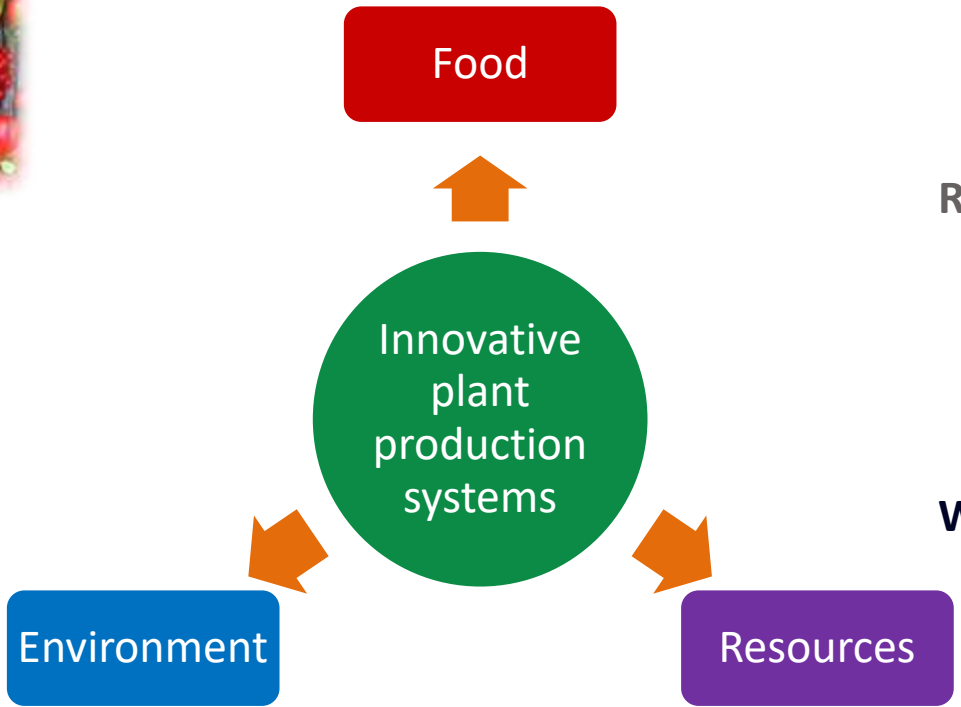 Food
R
Innovative
plant
production
systems
W
Environment
Resources